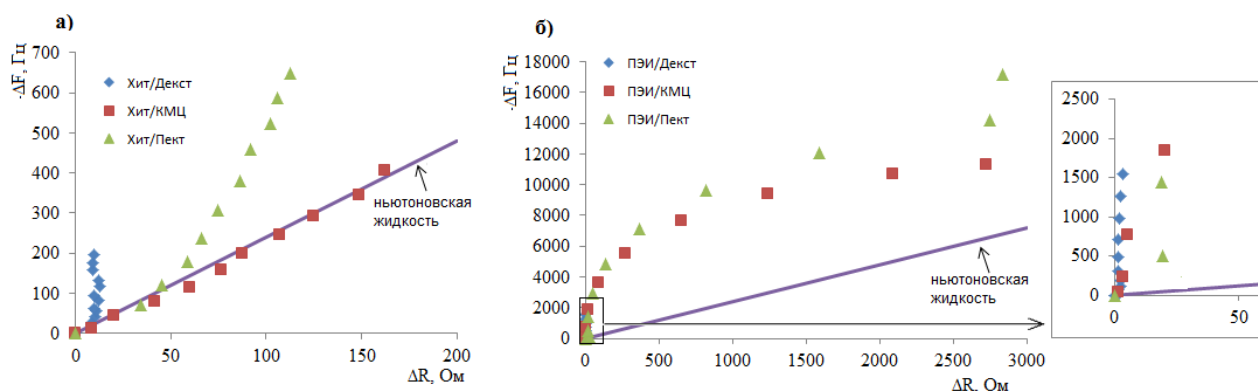 а)
-ΔF, Гц
700
600
500
400
300
200
100
0
Хит/Декст
Хит/КМЦ
Хит/Пект
ньютоновская
жидкость
0
50
100
150
200
ΔR, Ом
б)
-ΔF, Гц
18000
16000
14000
12000
10000
8000
6000
4000
2000
0
ПЭИ/Декст
ПЭИ/КМЦ
ПЭИ/Пект
ньютоновская
жидкость
0
500
1000
1500
2000
2500
3000
ΔR, Ом
2500
2000
1500
1000
500
0
0
50